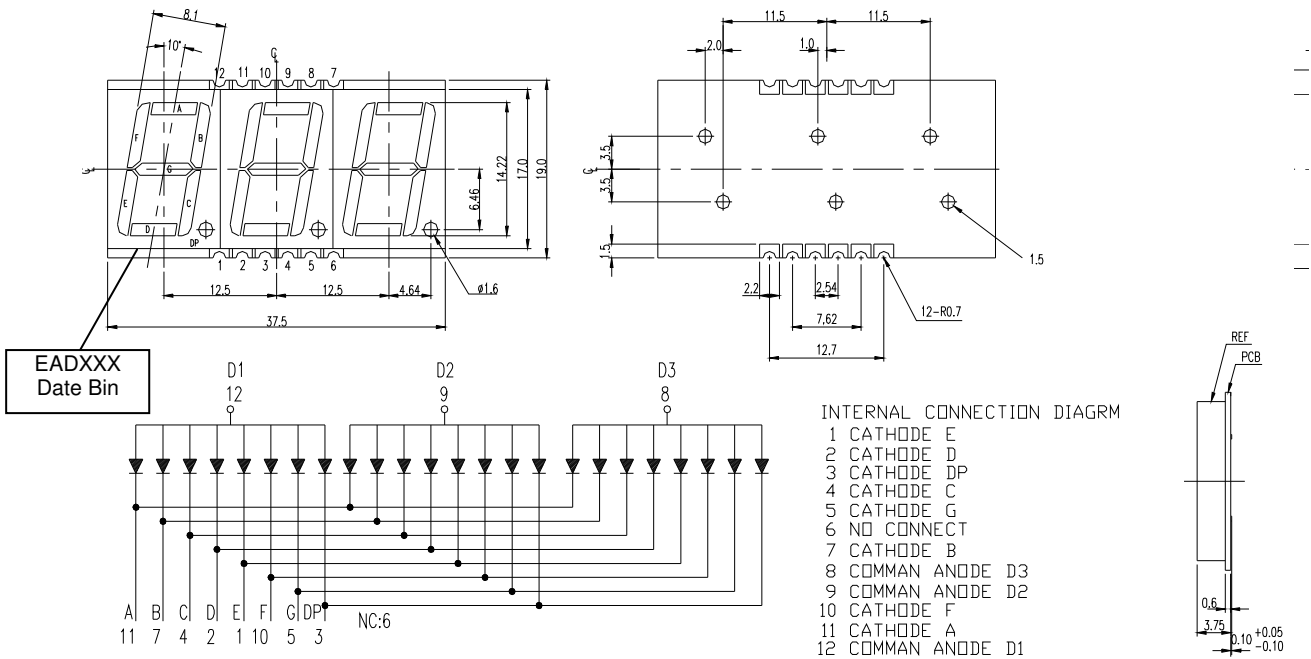 8.1
10°
℄
12 11 10 9 8 7
A
F B
G
E C
D
DP
℄
1 2 3 4 5 6
14.22
17.0
19.0
6.46
12.5 12.5 4.64
ø1.6
37.5
EADXXX
Date Bin
11.5 11.5
2.0 1.0
3.5
℄
3.5
1.5
1.5
2.2 2.54
12-R0.7
7.62
12.7
D1 D2 D3
12 9 8
A B C D E F G DP
11 7 4 2 1 10 5 3
NC:6
INTERNAL CONNECTION DIAGRM
1 CATHODE E
2 CATHODE D
3 CATHODE DP
4 CATHODE C
5 CATHODE G
6 NO CONNECT
7 CATHODE B
8 COMMAN ANODE D3
9 COMMAN ANODE D2
10 CATHODE F
11 CATHODE A
12 COMMAN ANODE D1
REF
PCB
0.6
3.75
0.10 +0.05
-0.10